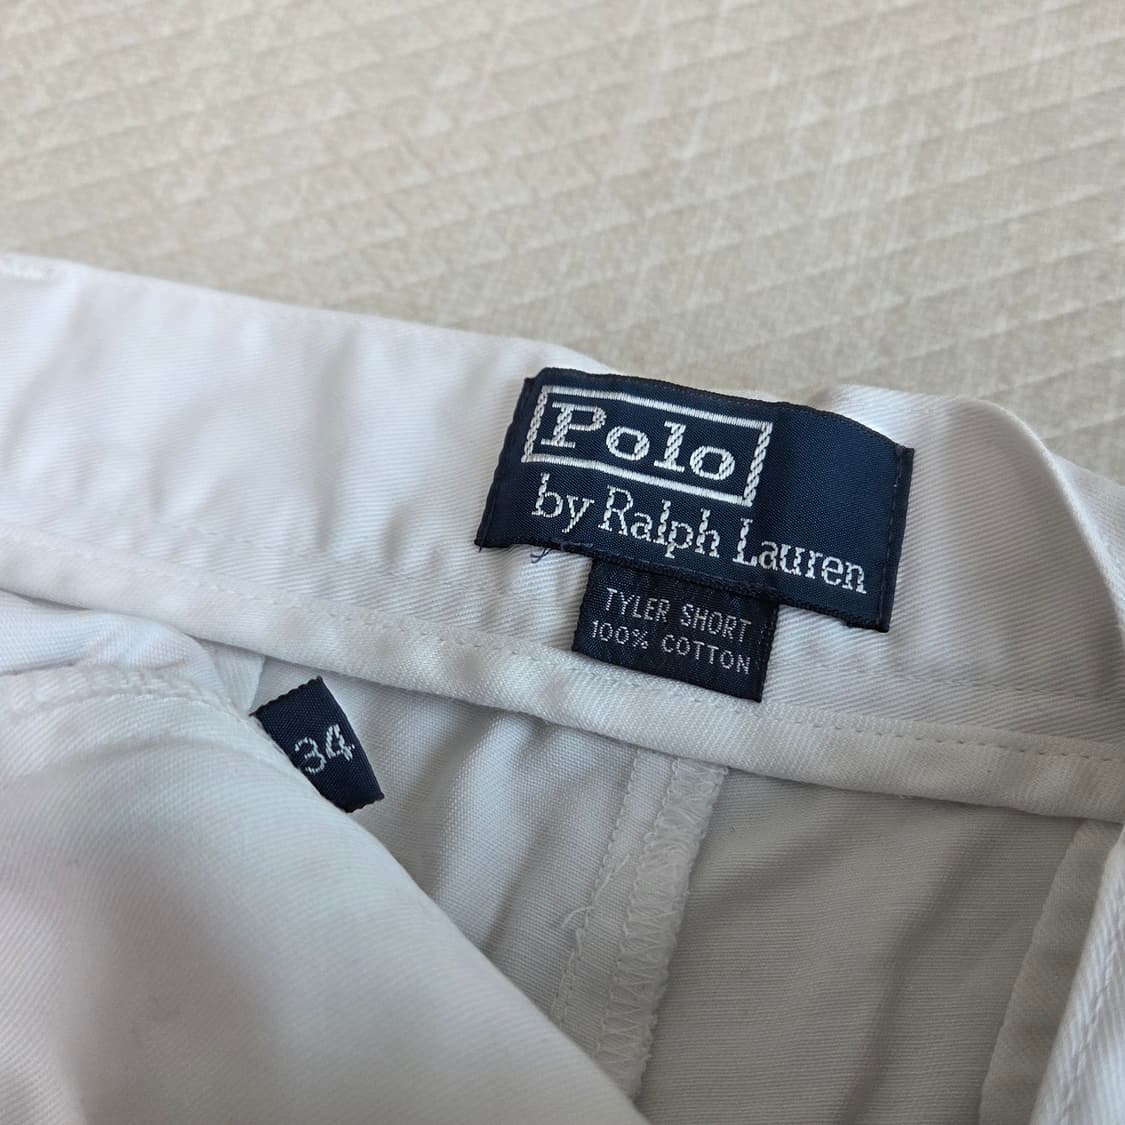 Polo
by Ralph Lauren
TYLER SHORT
100% COTTON
34